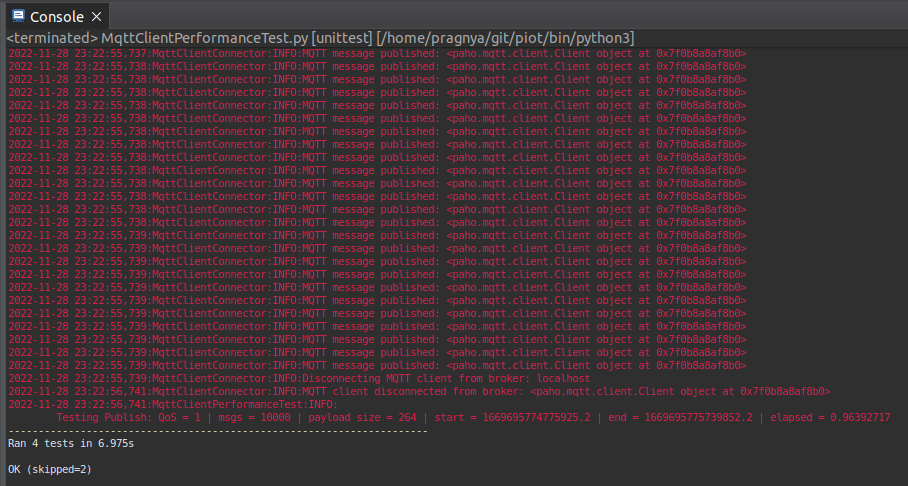 Console
<terminated> MqttClientPerformanceTest.py [unittest] [/home/pragnya/git/piot/bin/python3]
2022-11-28 23:22:55,737:MqttClientConnector:INFO:MQTT message published: <paho.mqtt.client.Client object at 0x7f0b8a8af8b0>
2022-11-28 23:22:55,738:MqttClientConnector:INFO:MQTT message published: <paho.mqtt.client.Client object at 0x7f0b8a8af8b0>
2022-11-28 23:22:55,738:MqttClientConnector:INFO:MQTT message published: <paho.mqtt.client.Client object at 0x7f0b8a8af8b0>
2022-11-28 23:22:55,738:MqttClientConnector:INFO:MQTT message published: <paho.mqtt.client.Client object at 0x7f0b8a8af8b0>
2022-11-28 23:22:55,738:MqttClientConnector:INFO:MQTT message published: <paho.mqtt.client.Client object at 0x7f0b8a8af8b0>
2022-11-28 23:22:55,738:MqttClientConnector:INFO:MQTT message published: <paho.mqtt.client.Client object at 0x7f0b8a8af8b0>
2022-11-28 23:22:55,738:MqttClientConnector:INFO:MQTT message published: <paho.mqtt.client.Client object at 0x7f0b8a8af8b0>
2022-11-28 23:22:55,738:MqttClientConnector:INFO:MQTT message published: <paho.mqtt.client.Client object at 0x7f0b8a8af8b0>
2022-11-28 23:22:55,738:MqttClientConnector:INFO:MQTT message published: <paho.mqtt.client.Client object at 0x7f0b8a8af8b0>
2022-11-28 23:22:55,738:MqttClientConnector:INFO:MQTT message published: <paho.mqtt.client.Client object at 0x7f0b8a8af8b0>
2022-11-28 23:22:55,738:MqttClientConnector:INFO:MQTT message published: <paho.mqtt.client.Client object at 0x7f0b8a8af8b0>
2022-11-28 23:22:55,738:MqttClientConnector:INFO:MQTT message published: <paho.mqtt.client.Client object at 0x7f0b8a8af8b0>
2022-11-28 23:22:55,738:MqttClientConnector:INFO:MQTT message published: <paho.mqtt.client.Client object at 0x7f0b8a8af8b0>
2022-11-28 23:22:55,738:MqttClientConnector:INFO:MQTT message published: <paho.mqtt.client.Client object at 0x7f0b8a8af8b0>
2022-11-28 23:22:55,739:MqttClientConnector:INFO:MQTT message published: <paho.mqtt.client.Client object at 0x7f0b8a8af8b0>
2022-11-28 23:22:55,739:MqttClientConnector:INFO:MQTT message published: <paho.mqtt.client.Client object at 0x7f0b8a8af8b0>
2022-11-28 23:22:55,739:MqttClientConnector:INFO:MQTT message published: <paho.mqtt.client.Client object at 0x7f0b8a8af8b0>
2022-11-28 23:22:55,739:MqttClientConnector:INFO:MQTT message published: <paho.mqtt.client.Client object at 0x7f0b8a8af8b0>
2022-11-28 23:22:55,739:MqttClientConnector:INFO:MQTT message published: <paho.mqtt.client.Client object at 0x7f0b8a8af8b0>
2022-11-28 23:22:55,739:MqttClientConnector:INFO:MQTT message published: <paho.mqtt.client.Client object at 0x7f0b8a8af8b0>
2022-11-28 23:22:55,739:MqttClientConnector:INFO:MQTT message published: <paho.mqtt.client.Client object at 0x7f0b8a8af8b0>
2022-11-28 23:22:55,739:MqttClientConnector:INFO:MQTT message published: <paho.mqtt.client.Client object at 0x7f0b8a8af8b0>
2022-11-28 23:22:55,739:MqttClientConnector:INFO:MQTT message published: <paho.mqtt.client.Client object at 0x7f0b8a8af8b0>
2022-11-28 23:22:55,739:MqttClientConnector:INFO:MQTT message published: <paho.mqtt.client.Client object at 0x7f0b8a8af8b0>
2022-11-28 23:22:55,739:MqttClientConnector:INFO:MQTT message published: <paho.mqtt.client.Client object at 0x7f0b8a8af8b0>
2022-11-28 23:22:55,739:MqttClientConnector:INFO:Disconnecting MQTT client from broker: localhost
2022-11-28 23:22:56,741:MqttClientConnector:INFO:MQTT client disconnected from broker: <paho.mqtt.client.Client object at 0x7f0b8a8af8b0>
2022-11-28 23:22:56,741:MqttClientPerformanceTest:INFO:
Testing Publish: QoS = 1 | msgs = 10000 | payload size = 264 | start = 1669695774775925.2 | end = 1669695775739852.2 | elapsed = 0.96392717
----------------------------------------------------------------------
Ran 4 tests in 6.975s
OK (skipped=2)